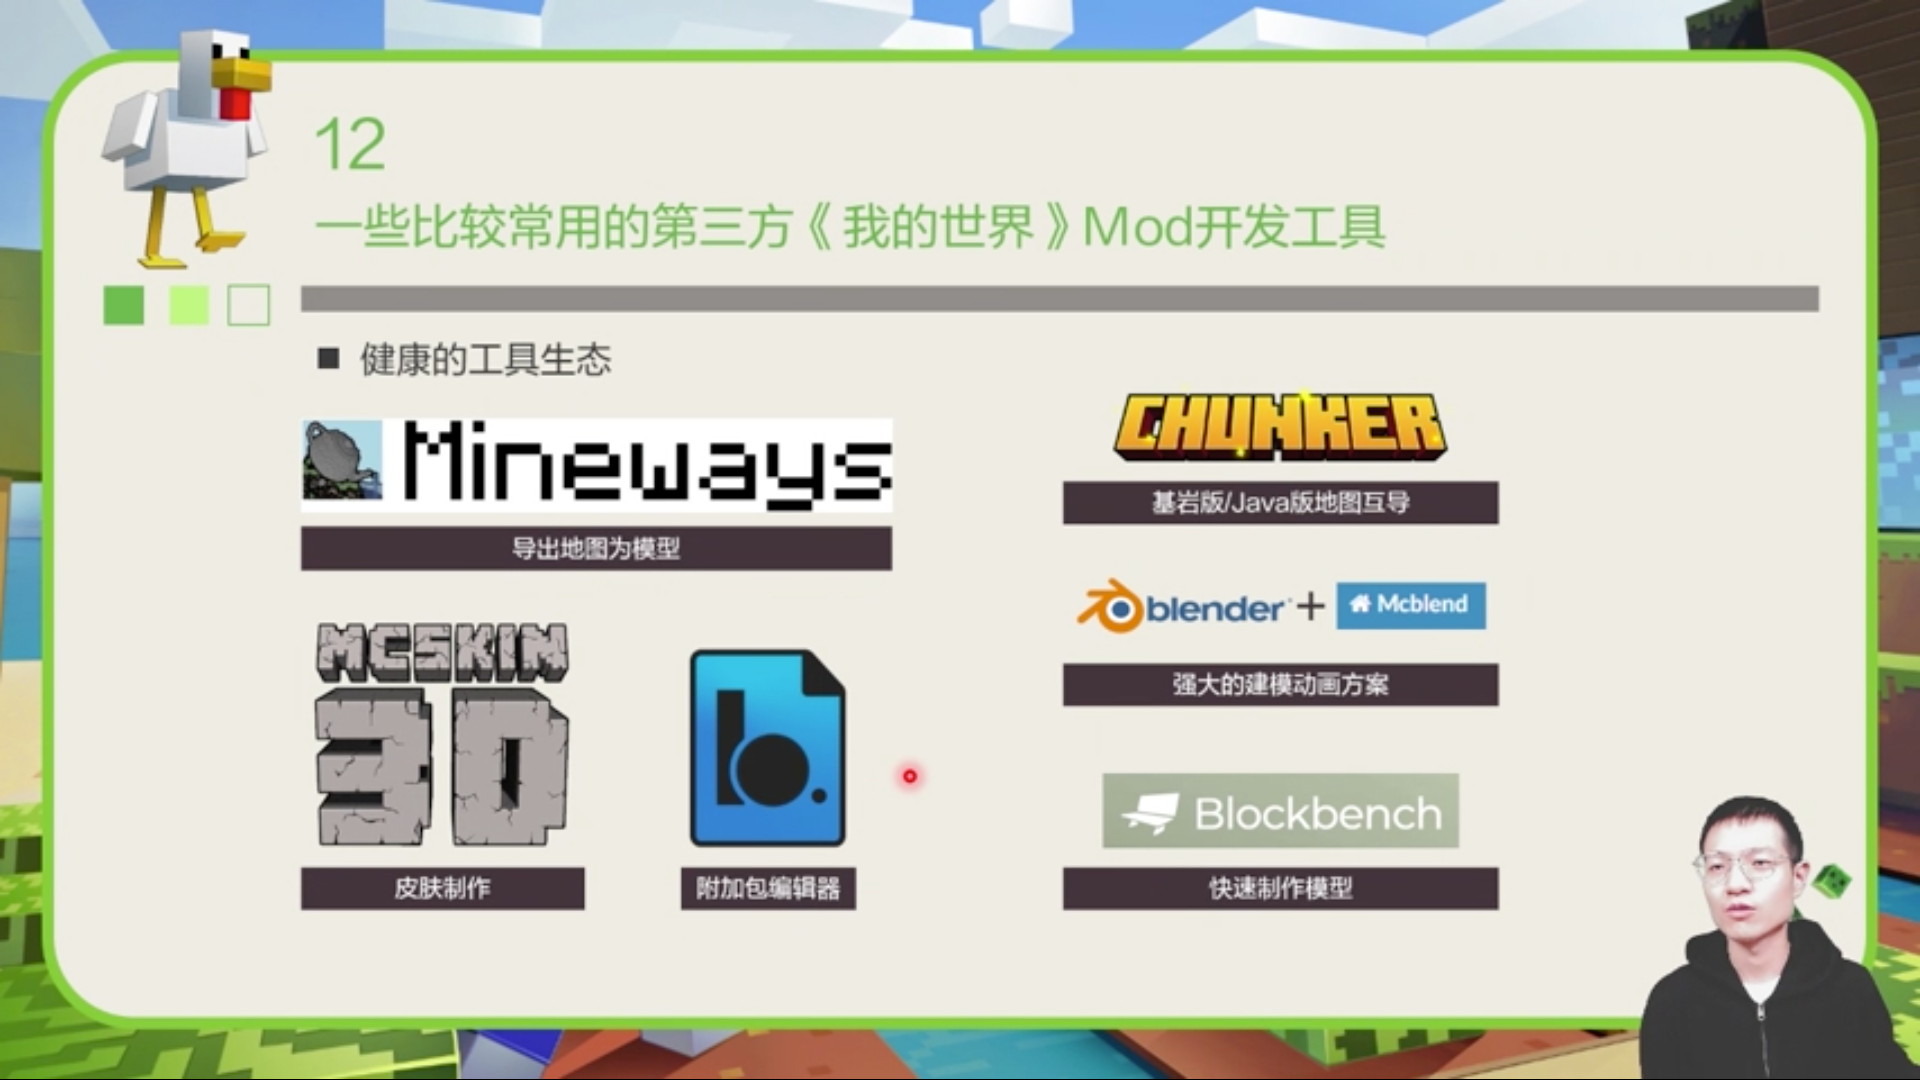 12
一些比较常用的第三方《我的世界》Mod开发工具
健康的工具生态
Mineways
导出地图为模型
MCSKIN
3D
皮肤制作
b.
附加包编辑器
CHUNKER
基岩版/Java版地图互导
blender + Mcblend
强大的建模动画方案
Blockbench
快速制作模型